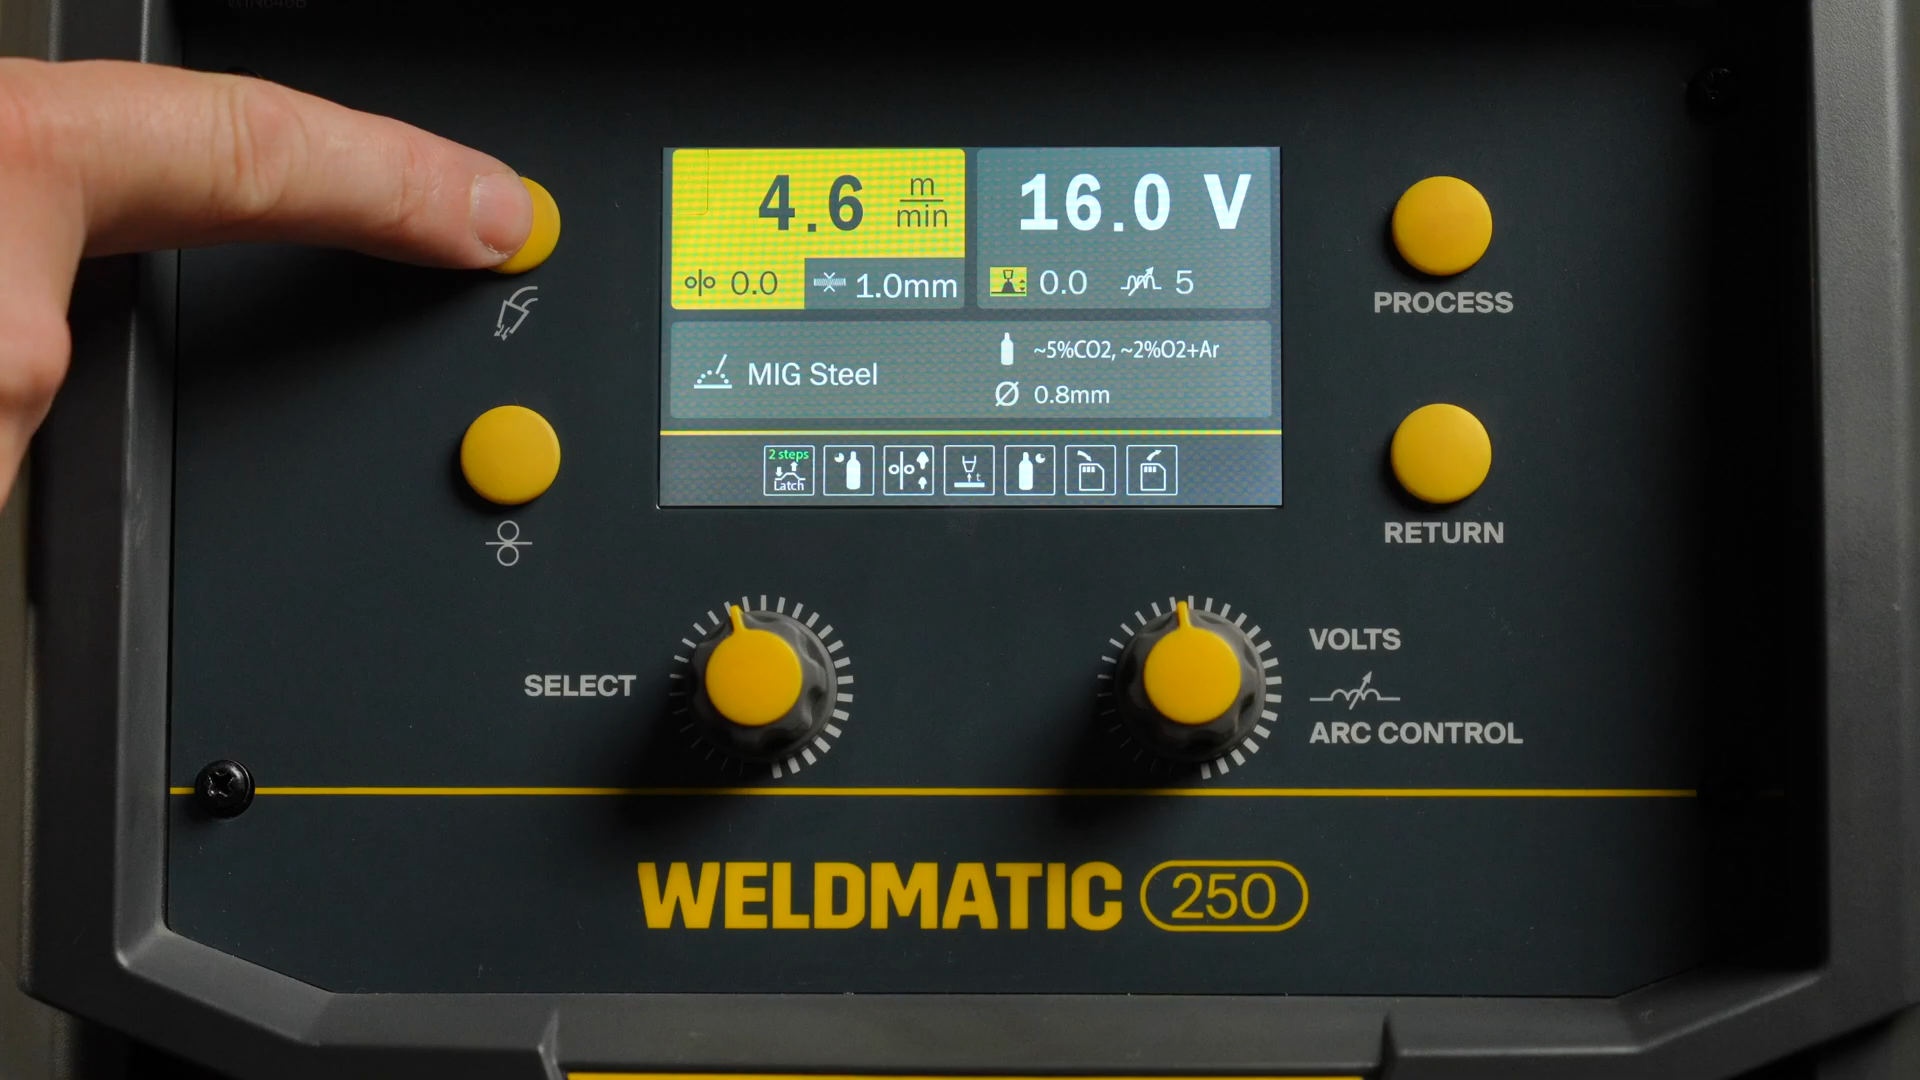 4.6 m/min
16.0 V
0.0
1.0mm
0.0
5
MIG Steel
~5%CO2, ~2%O2+Ar
Ø 0.8mm
2 steps
Latch
t
PROCESS
RETURN
SELECT
VOLTS
ARC CONTROL
WELDMATIC 250